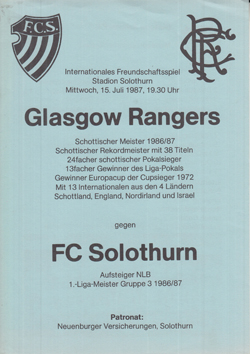 F.C.S.
Internationales Freundschaftsspiel
Stadion Solothurn
Mittwoch, 15. Juli 1987, 19.30 Uhr
Glasgow Rangers
Schottischer Meister 1986/87
Schottischer Rekordmeister mit 38 Titeln
24facher schottischer Pokalsieger
13facher Gewinner des Liga-Pokals
Gewinner Europacup der Cupsieger 1972
Mit 13 Internationalen aus den 4 Ländern
Schottland, England, Nordirland und Israel
gegen
FC Solothurn
Aufsteiger NLB
1.-Liga-Meister Gruppe 3 1986/87
Patronat:
Neuenburger Versicherungen, Solothurn